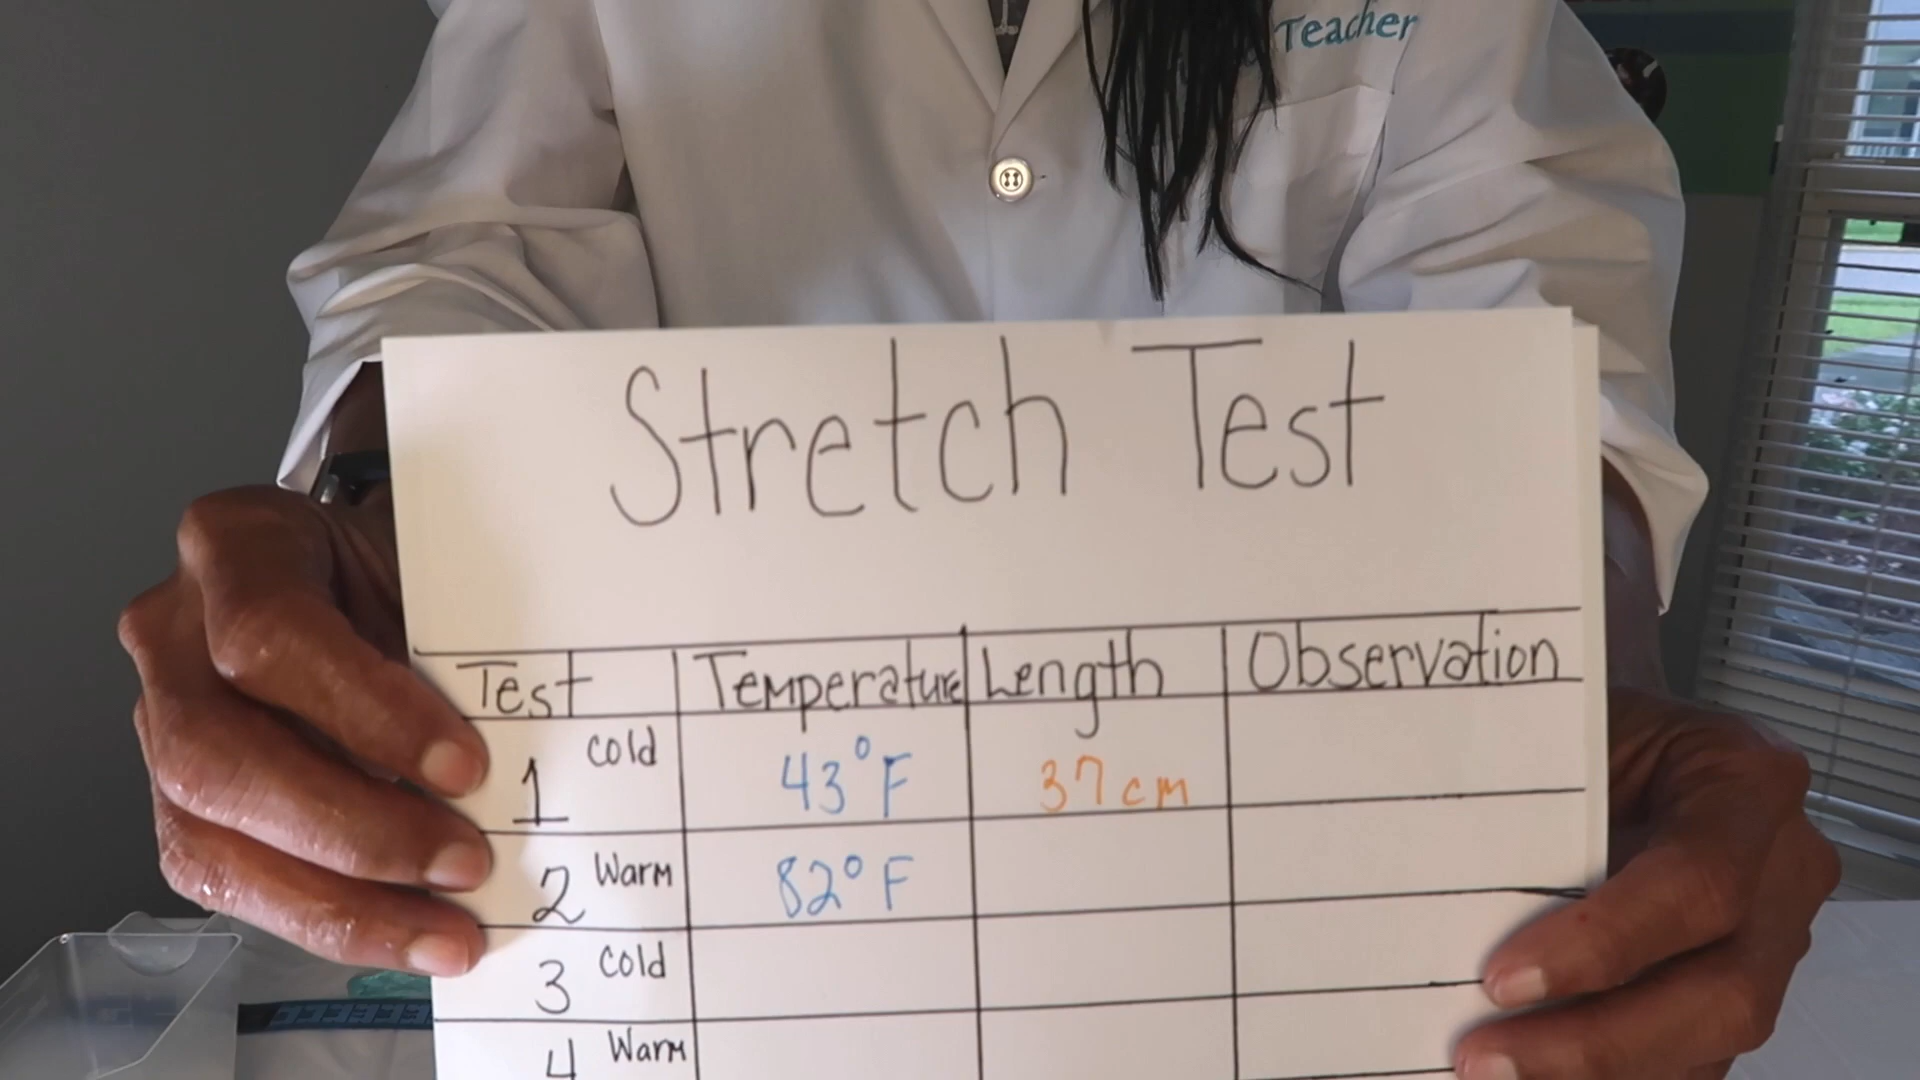 Teacher
Stretch Test
Test Temperature Length Observation
1 cold 43°F 37cm
2 Warm 82°F
3 cold
4 Warm